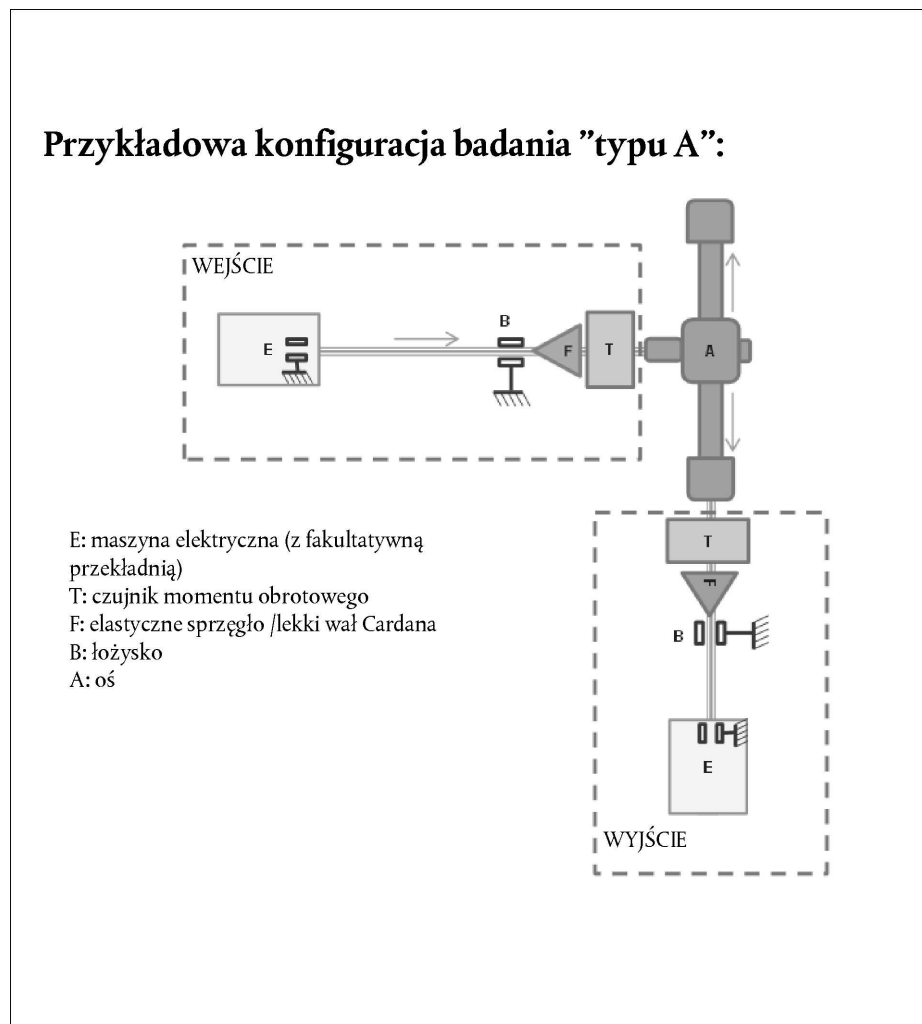 Przykładowa konfiguracja badania ”typu A”:
WEJŚCIE
E
B
F
T
A
T
F
B
E
WYJŚCIE
E: maszyna elektryczna (z fakultatywną
przekładnią)
T: czujnik momentu obrotowego
F: elastyczne sprzęgło /lekki wał Cardana
B: łożysko
A: oś